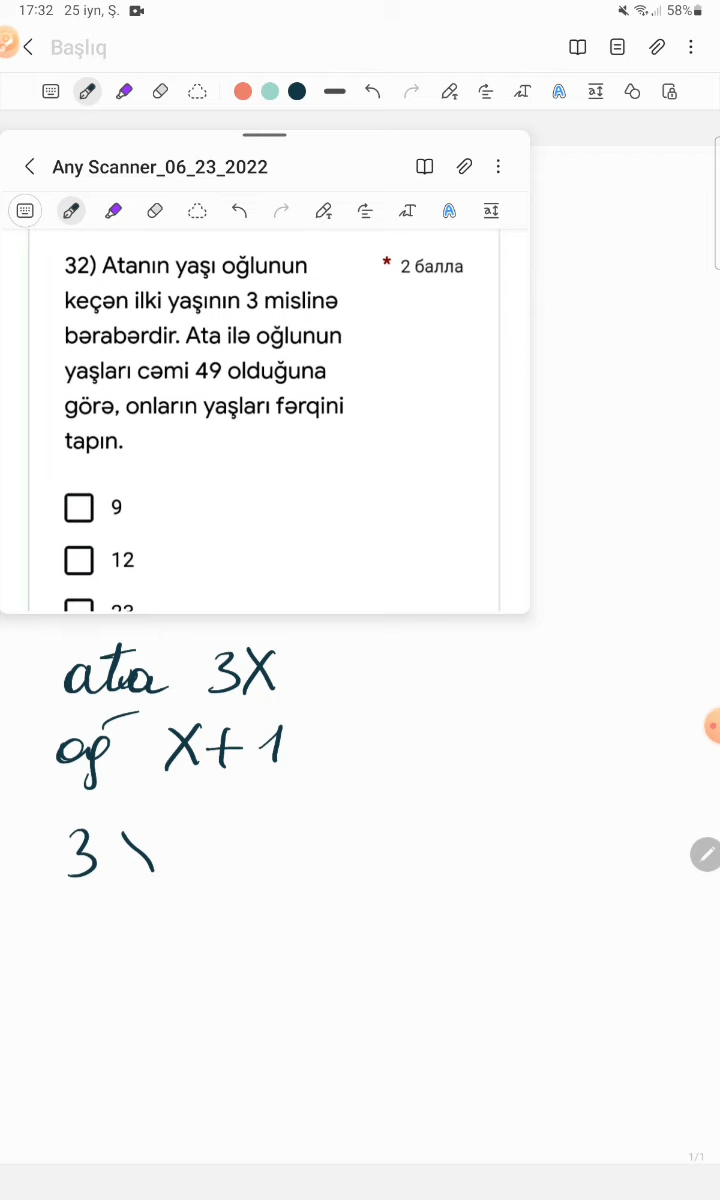 17:32 25 iyn, Ş. 58%
Başlıq
Any Scanner_06_23_2022
32) Atanın yaşı oğlunun * 2 балла
keçən ilki yaşının 3 mislinə
bərabərdir. Ata ilə oğlunun
yaşları cəmi 49 olduğuna
görə, onların yaşları fərqini
tapın.
9
12
ata 3X
oğ X+1
3
1/1